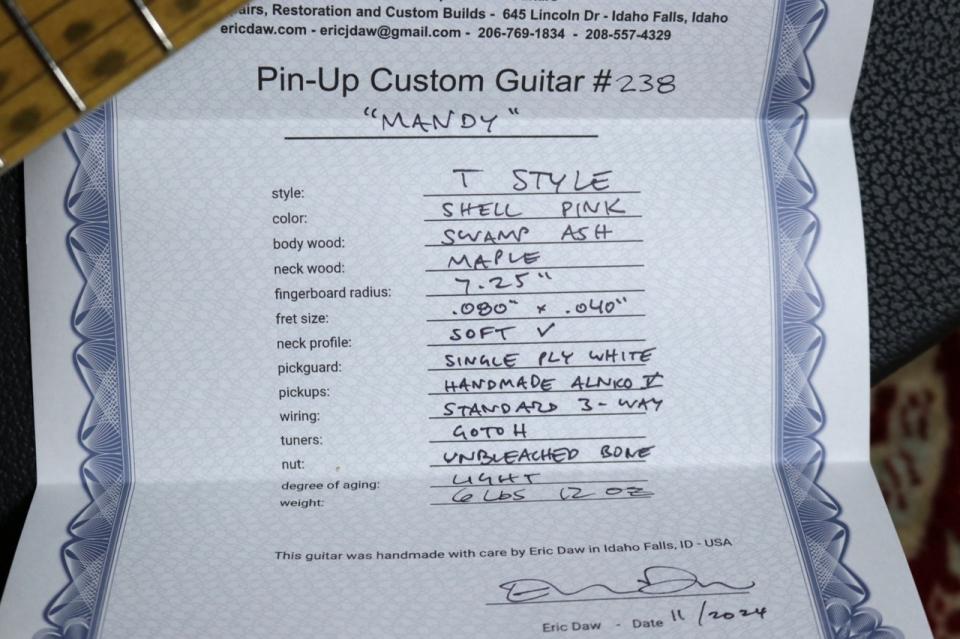 airs, Restoration and Custom Builds - 645 Lincoln Dr - Idaho Falls, Idaho
ericdaw.com - ericjdaw@gmail.com - 206-769-1834 - 208-557-4329
Pin-Up Custom Guitar # 238
"MANDY"
style: T STYLE
color: SHELL PINK
body wood: SWAMP ASH
neck wood: MAPLE
fingerboard radius: 7.25"
fret size: .080" x .040"
neck profile: SOFT V
pickguard: SINGLE PLY WHITE
pickups: HANDMADE ALNICO V
wiring: STANDARD 3-WAY
tuners: GOTOH
nut: UNBLEACHED BONE
degree of aging: LIGHT
weight: 6 LBS 12 OZ
This guitar was handmade with care by Eric Daw in Idaho Falls, ID - USA
Eric Daw
Eric Daw - Date 11/2024